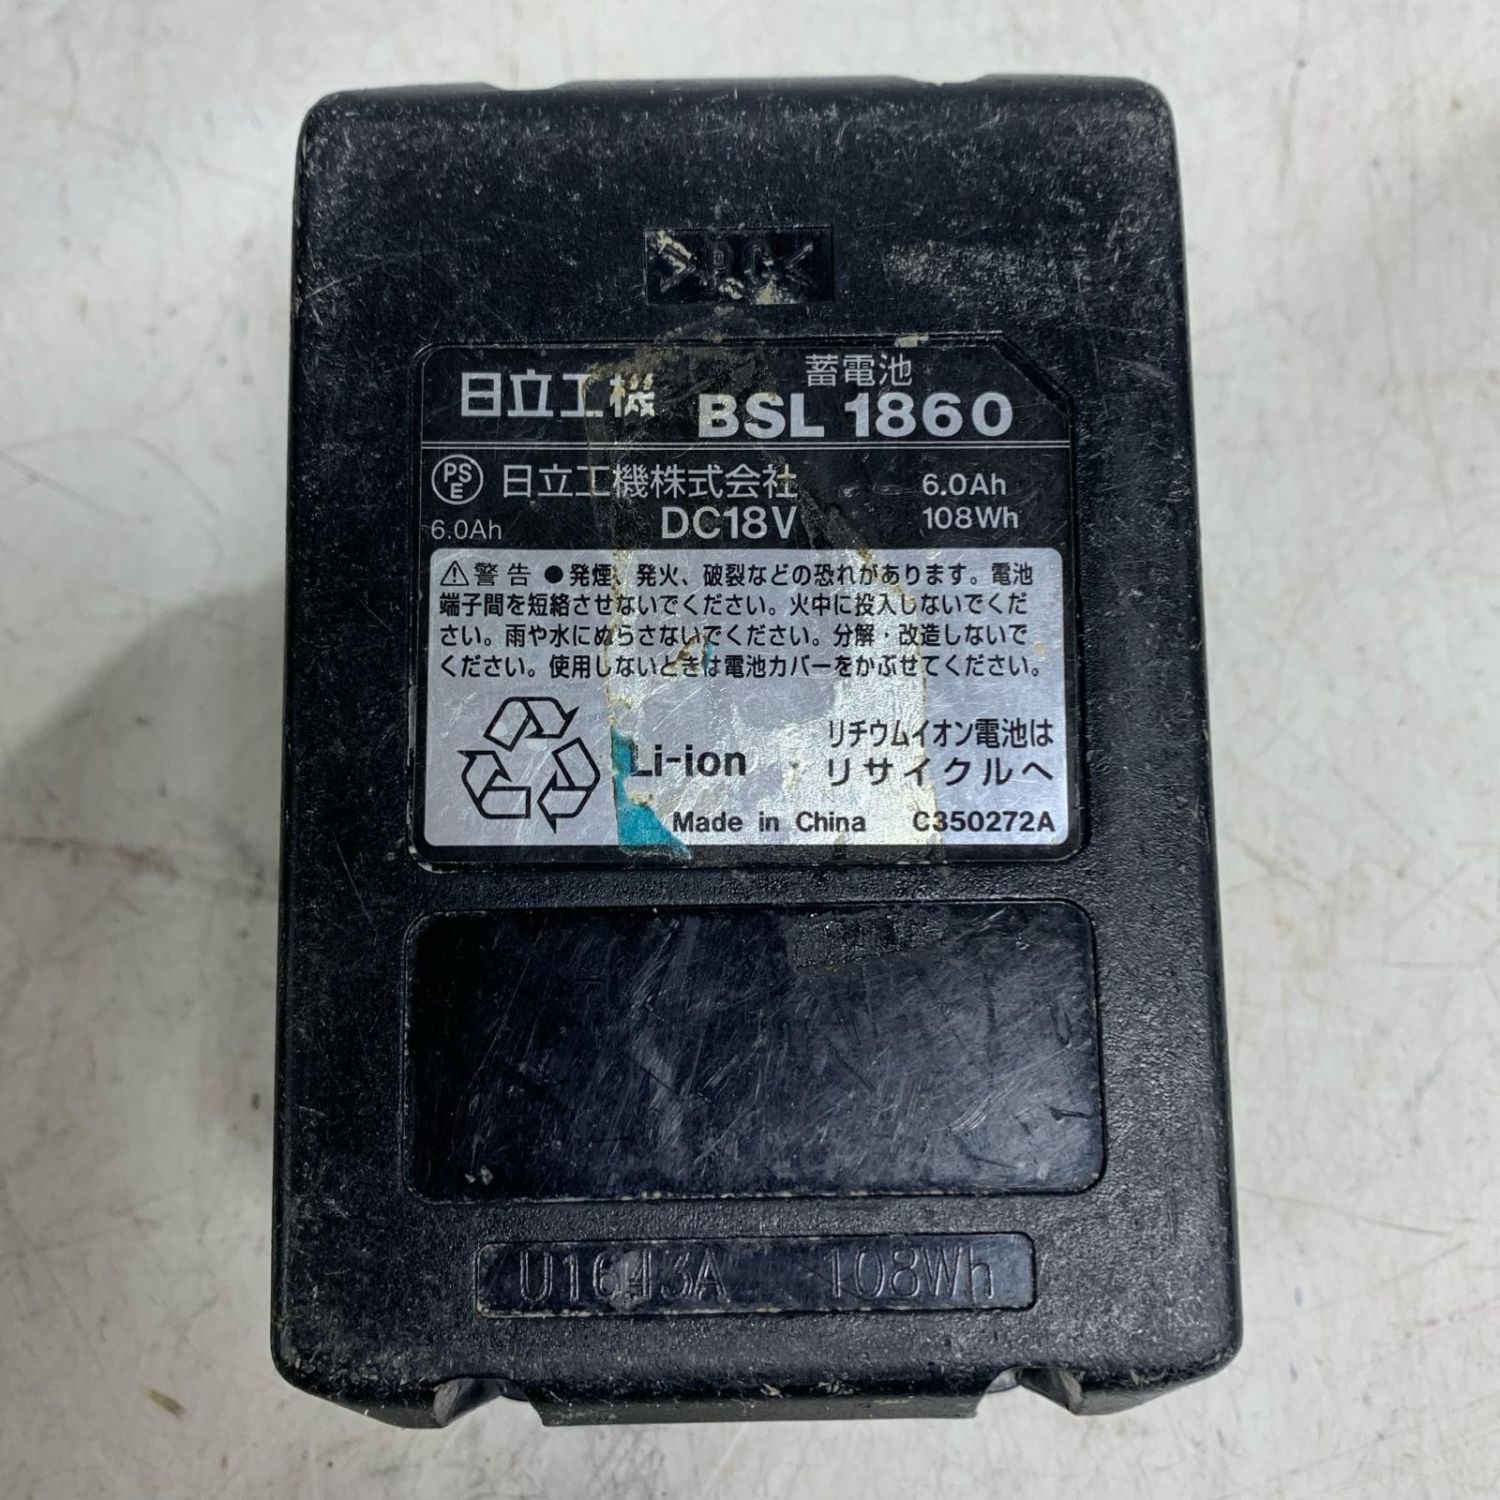 >PC<
蓄電池
日立工機 BSL 1860
PSE 日立工機株式会社 6.0Ah
6.0Ah DC18V 108Wh
⚠警告 ●発煙、発火、破裂などの恐れがあります。電池
端子間を短絡させないでください。火中に投入しないでくだ
さい。雨や水にぬらさないでください。分解・改造しないで
ください。使用しないときは電池カバーをかぶせてください。
リチウムイオン電池は
Li-ion リサイクルへ
Made in China C350272A
U1643A 108Wh